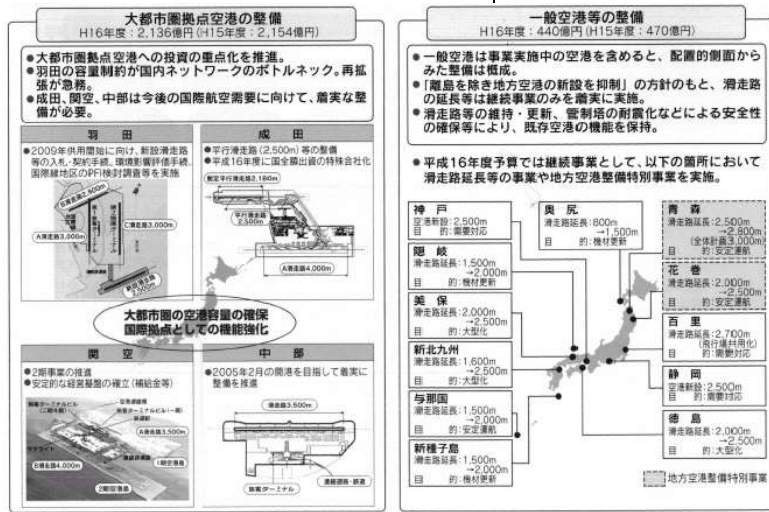 大都市圏拠点空港の整備
H16年度：2,136億円(H15年度：2,154億円)
●大都市圏拠点空港への投資の重点化を推進。
●羽田の容量制約が国内ネットワークのボトルネック。再拡
張が急務。
●成田、関空、中部は今後の国際航空需要に向けて、着実な整
備が必要。
羽田
●2009年供用開始に向け、新設滑走路
等の入札・契約手続、環境影響評価手続、
国際線地区のPFI検討調査等を実施
B滑走路2,500m
A滑走路3,000m
C滑走路3,000m
新設滑走路
2,500m
成田
●平行滑走路(2,500m)等の整備
●平成16年度に国全額出資の特殊会社化
暫定平行滑走路2,180m
平行滑走路
2,500m
A滑走路4,000m
大都市圏の空港容量の確保
国際拠点としての機能強化
関空
●2期事業の推進
●安定的な経営基盤の確立(補給金等)
A滑走路3,500m
B滑走路4,000m
1期空港島
2期空港島
中部
●2005年2月の開港を目指して着実に
整備を推進
滑走路3,500m
旅客ターミナル
連絡道路・鉄道
一般空港等の整備
H16年度：440億円(H15年度：470億円)
●一般空港は事業実施中の空港を含めると、配置的側面から
みた整備は概成。
●「離島を除き地方空港の新設を抑制」の方針のもと、滑走路
の延長等は継続事業のみを着実に実施。
●滑走路等の維持・更新、管制塔の耐震化などによる安全性
の確保等により、既存空港の機能を保持。
●平成16年度予算では継続事業として、以下の箇所において
滑走路延長等の事業や地方空港整備特別事業を実施。
神戸
空港新設：2,500m
目的：需要対応
隠岐
滑走路延長：1,500m
→2,000m
目的：機材更新
美保
滑走路延長：2,000m
→2,500m
目的：大型化
新北九州
滑走路延長：1,600m
→2,500m
目的：大型化
与那国
滑走路延長：1,500m
→2,000m
目的：安定運航
新種子島
滑走路延長：1,500m
→2,000m
目的：機材更新
奥尻
滑走路延長：800m
→1,500m
目的：機材更新
青森
滑走路延長：2,500m
→2,800m
(全体計画3,000m)
目的：安定運航
花巻
滑走路延長：2,000m
→2,500m
目的：安定運航
百里
滑走路延長：2,700m
(飛行場共用化)
目的：需要対応
静岡
空港新設：2,500m
目的：需要対応
徳島
滑走路延長：2,000m
→2,500m
目的：大型化
地方空港整備特別事業